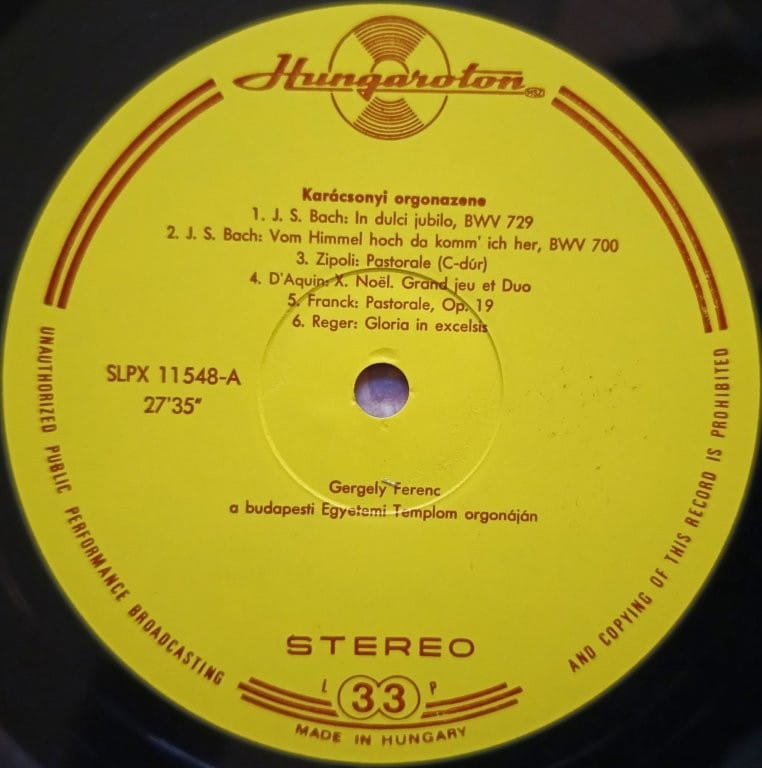 Hungaroton
Karácsonyi orgonazene
1. J. S. Bach: In dulci jubilo, BWV 729
2. J. S. Bach: Vom Himmel hoch da komm' ich her, BWV 700
3. Zipoli: Pastorale (C-dúr)
4. D'Aquin: X. Noël. Grand jeu et Duo
5. Franck: Pastorale, Op. 19
6. Reger: Gloria in excelsis
SLPX 11548-A
27'35"
Gergely Ferenc
a budapesti Egyetemi Templom orgonáján
STEREO
L 33 P
MADE IN HUNGARY
UNAUTHORIZED PUBLIC PERFORMANCE BROADCASTING
AND COPYING OF THIS RECORD IS PROHIBITED